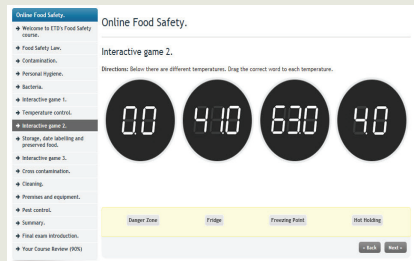 Online Food Safety.
Welcome to ETD's Food Safety course.
Food Safety Law.
Contamination.
Personal Hygiene.
Bacteria.
Interactive game 1.
Temperature control.
Interactive game 2.
Storage, date labelling and preserved food.
Interactive game 3.
Cross contamination.
Cleaning.
Premises and equipment.
Pest control.
Summary.
Final exam introduction.
Your Course Review (90%)
Online Food Safety.
Interactive game 2.
Directions: Below there are different temperatures. Drag the correct word to each temperature.
0.0 41.0 63.0 4.0
Danger Zone Fridge Freezing Point Hot Holding
« Back Next »